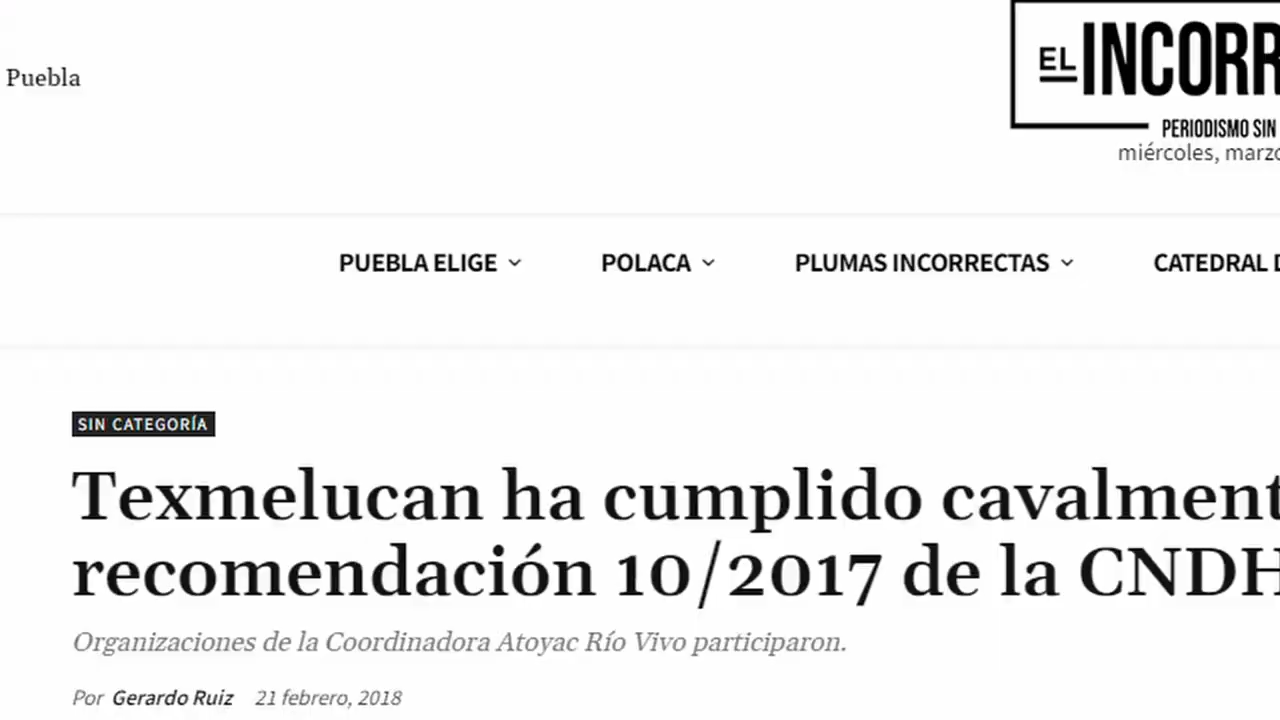 Puebla
EL INCORR
PERIODISMO SIN
miércoles, marzo
PUEBLA ELIGE
POLACA
PLUMAS INCORRECTAS
CATEDRAL D
SIN CATEGORÍA
Texmelucan ha cumplido cavalment
recomendación 10/2017 de la CNDH
Organizaciones de la Coordinadora Atoyac Río Vivo participaron.
Por Gerardo Ruiz 21 febrero, 2018